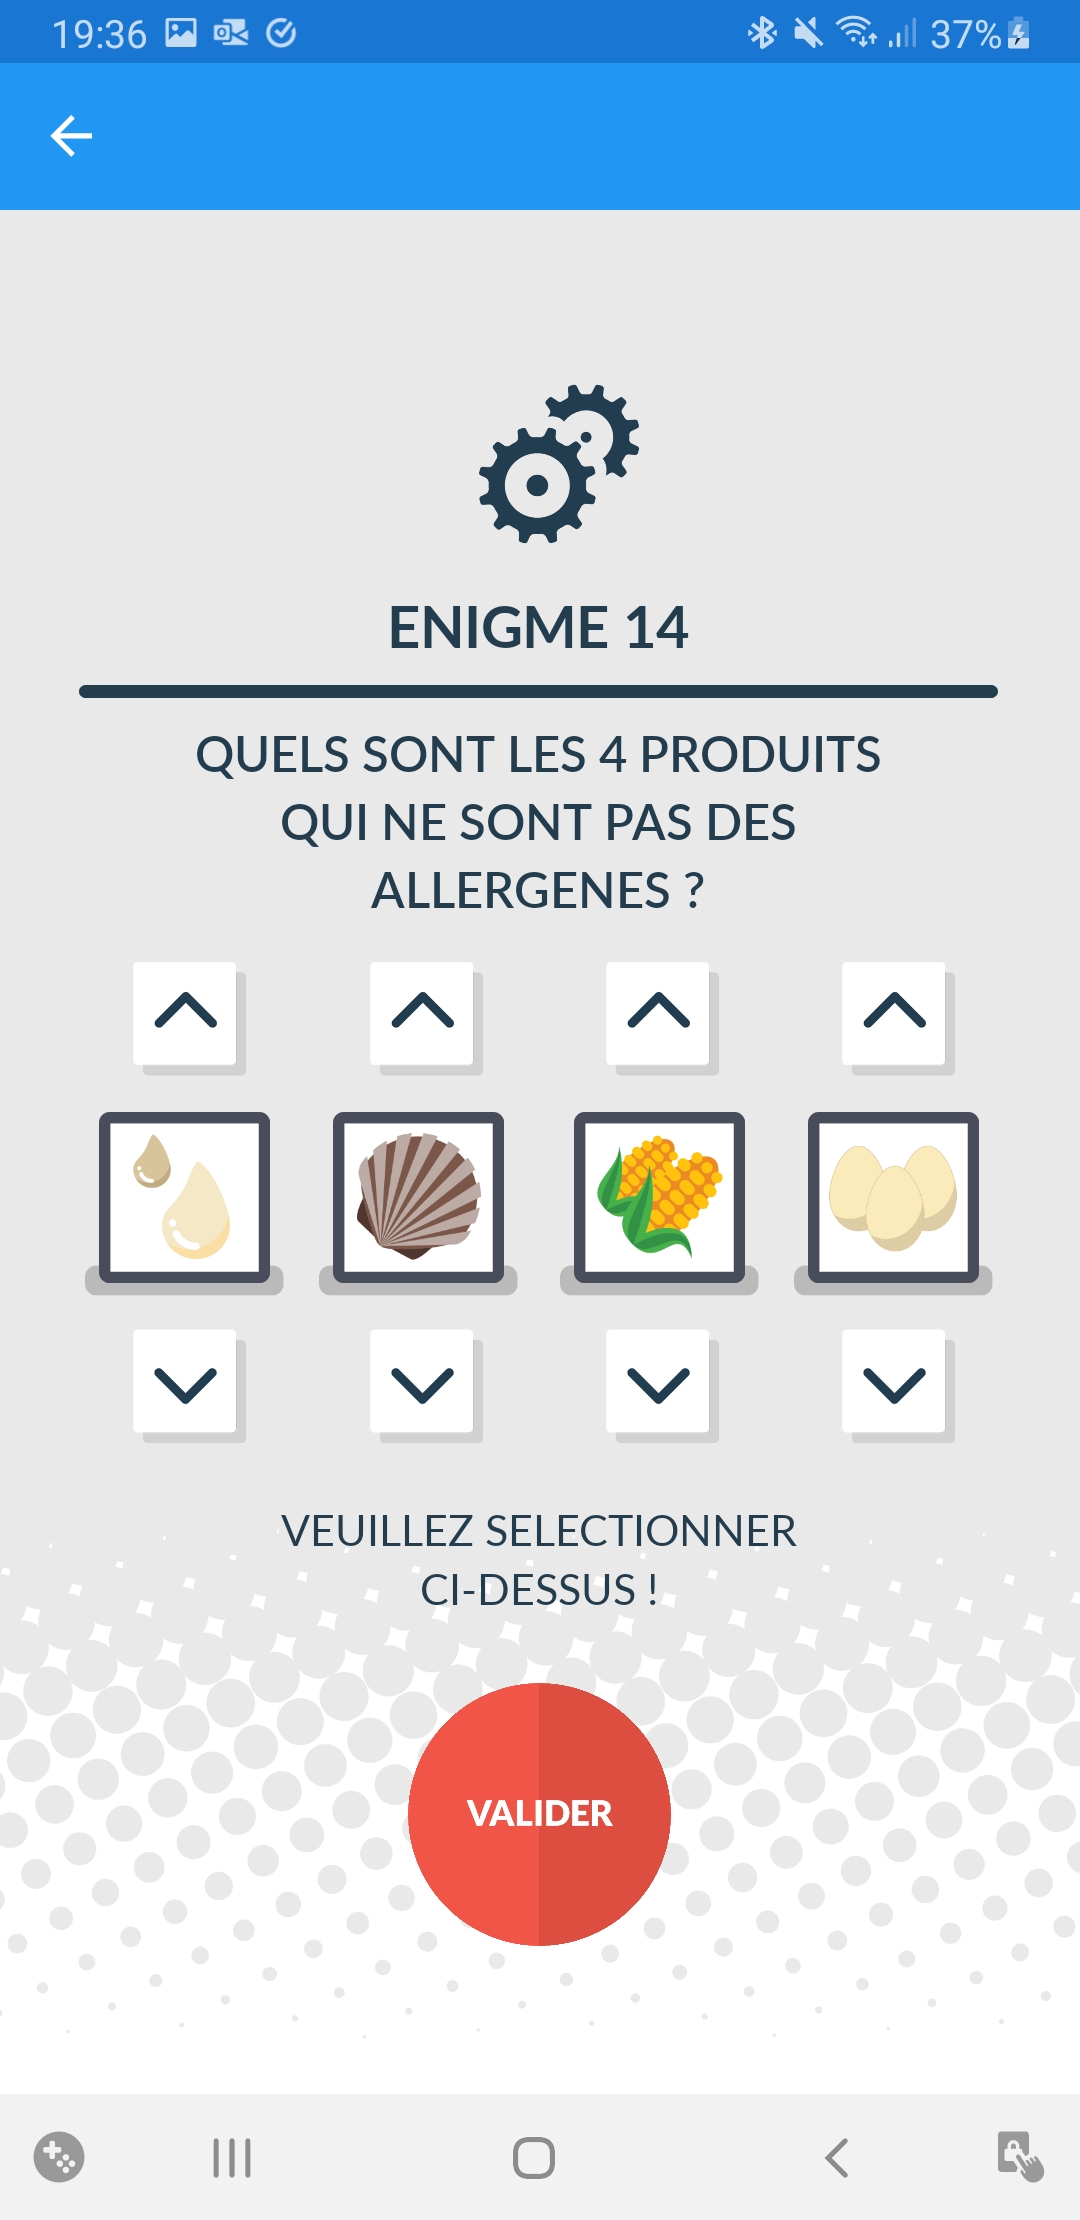 19:36
37%
ENIGME 14
QUELS SONT LES 4 PRODUITS
QUI NE SONT PAS DES
ALLERGENES ?
VEUILLEZ SELECTIONNER
CI-DESSUS !
VALIDER